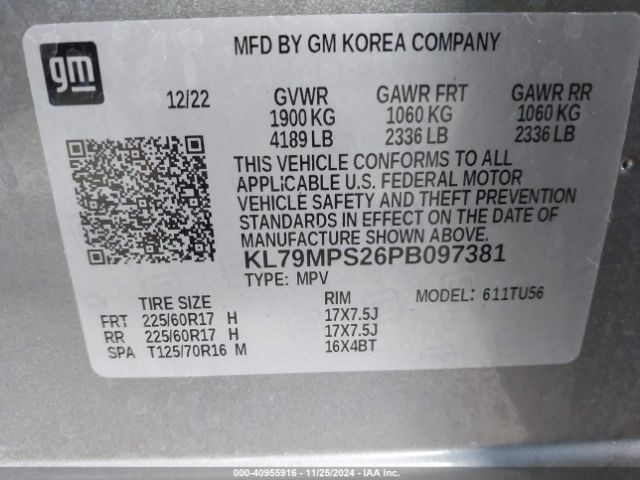 gm
MFD BY GM KOREA COMPANY
12/22 GVWR GAWR FRT GAWR RR
1900 KG 1060 KG 1060 KG
4189 LB 2336 LB 2336 LB
THIS VEHICLE CONFORMS TO ALL
APPLICABLE U.S. FEDERAL MOTOR
VEHICLE SAFETY AND THEFT PREVENTION
STANDARDS IN EFFECT ON THE DATE OF
MANUFACTURE SHOWN ABOVE.
KL79MPS26PB097381
TYPE: MPV
MODEL: 611TU56
TIRE SIZE RIM
FRT 225/60R17 H 17X7.5J
RR 225/60R17 H 17X7.5J
SPA T125/70R16 M 16X4BT
000-40955916 - 11/25/2024 - IAA Inc.